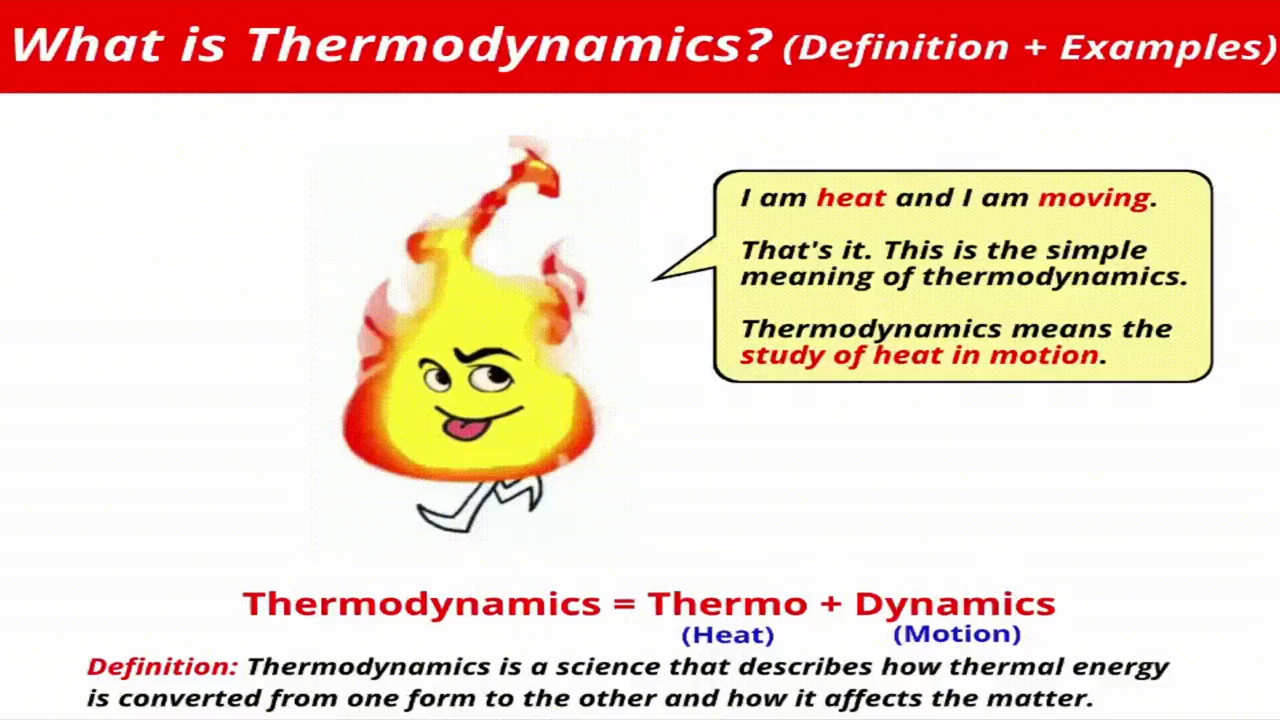 What is Thermodynamics? (Definition + Examples)
I am heat and I am moving.
That's it. This is the simple
meaning of thermodynamics.
Thermodynamics means the
study of heat in motion.
Thermodynamics = Thermo + Dynamics
(Heat) (Motion)
Definition: Thermodynamics is a science that describes how thermal energy
is converted from one form to the other and how it affects the matter.